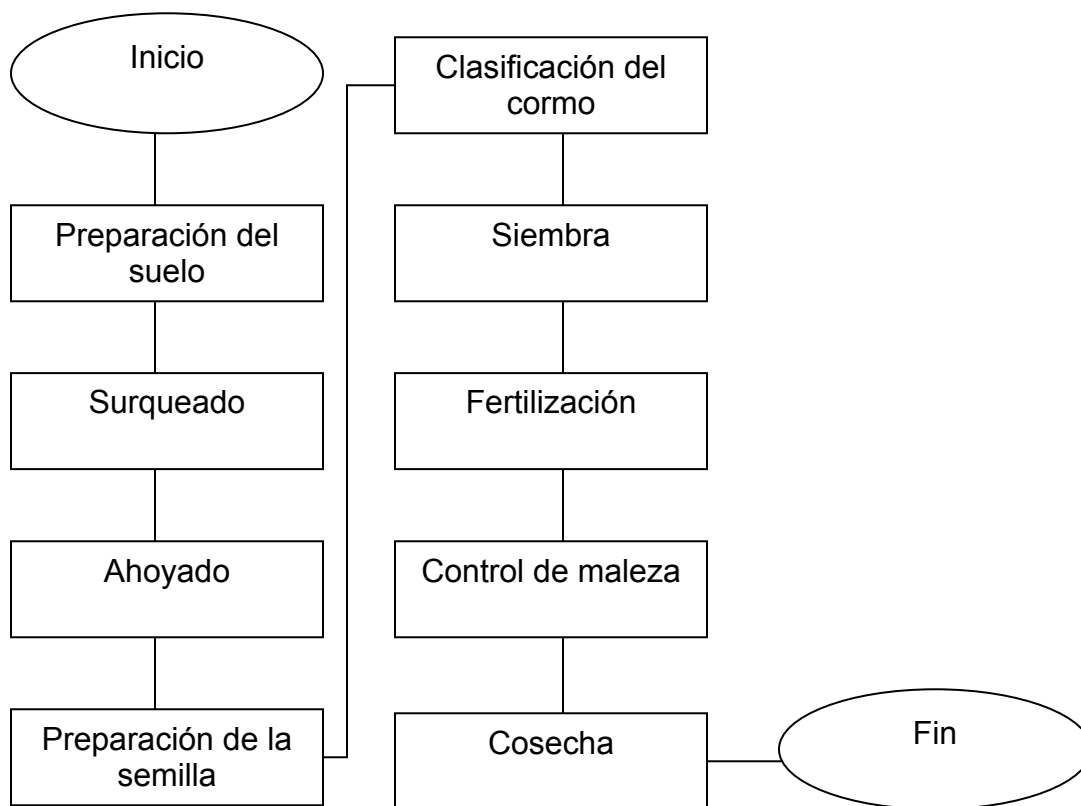 Inicio
Preparación del
suelo
Surqueado
Ahoyado
Preparación de la
semilla
Clasificación del
cormo
Siembra
Fertilización
Control de maleza
Cosecha
Fin